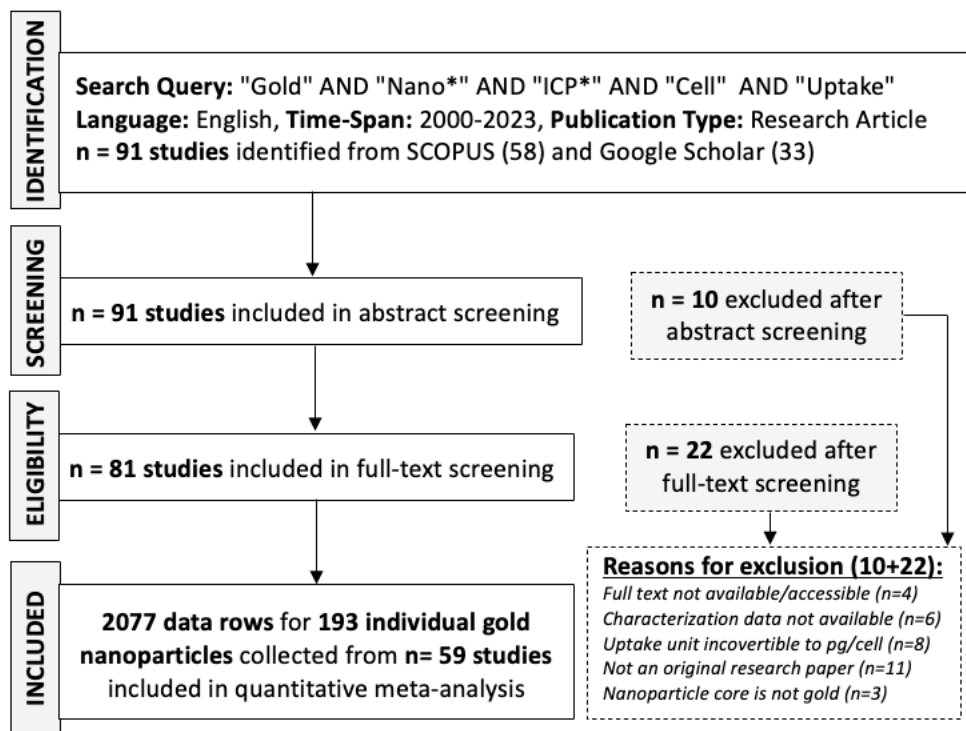 IDENTIFICATION
Search Query: "Gold" AND "Nano*" AND "ICP*" AND "Cell" AND "Uptake"
Language: English, Time-Span: 2000-2023, Publication Type: Research Article
n = 91 studies identified from SCOPUS (58) and Google Scholar (33)
SCREENING
n = 91 studies included in abstract screening
n = 10 excluded after
abstract screening
ELIGIBILITY
n = 81 studies included in full-text screening
n = 22 excluded after
full-text screening
INCLUDED
2077 data rows for 193 individual gold
nanoparticles collected from n= 59 studies
included in quantitative meta-analysis
Reasons for exclusion (10+22):
Full text not available/accessible (n=4)
Characterization data not available (n=6)
Uptake unit incovertible to pg/cell (n=8)
Not an original research paper (n=11)
Nanoparticle core is not gold (n=3)